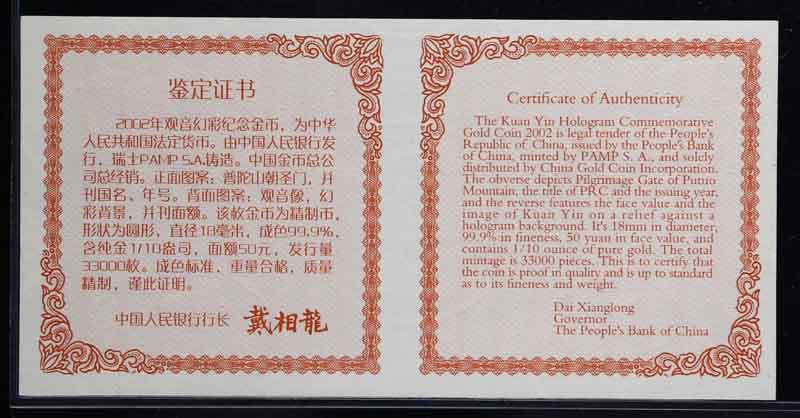 鉴定证书
2002年观音幻彩纪念金币，为中华
人民共和国法定货币。由中国人民银行发
行，瑞士PAMP S.A.铸造。中国金币总公
司总经销。正面图案：普陀山朝圣门，并
刊国名、年号。背面图案：观音像，幻
彩背景，并刊面额。该款金币为精制币，
形状为圆形，直径18毫米，成色99.9%，
含纯金1/10盎司，面额50元，发行量
33000枚。成色标准，重量合格，质量
精制，谨此证明。
中国人民银行行长 戴相龍
Certificate of Authenticity
The Kuan Yin Hologram Commemorative
Gold Coin 2002 is legal tender of the People's
Republic of China, issued by the People's Bank
of China, minted by PAMP S. A., and solely
distributed by China Gold Coin Incorporation.
The obverse depicts Pilgrimage Gate of Putuo
Mountain, the title of PRC and the issuing year,
and the reverse features the face value and the
image of Kuan Yin on a relief against a
hologram background. It's 18mm in diameter,
99.9% in fineness, 50 yuan in face value, and
contains 1/10 ounce of pure gold. The total
mintage is 33000 pieces. This is to certify that
the coin is proof in quality and is up to standard
as to its fineness and weight.
Dai Xianglong
Governor
The People's Bank of China